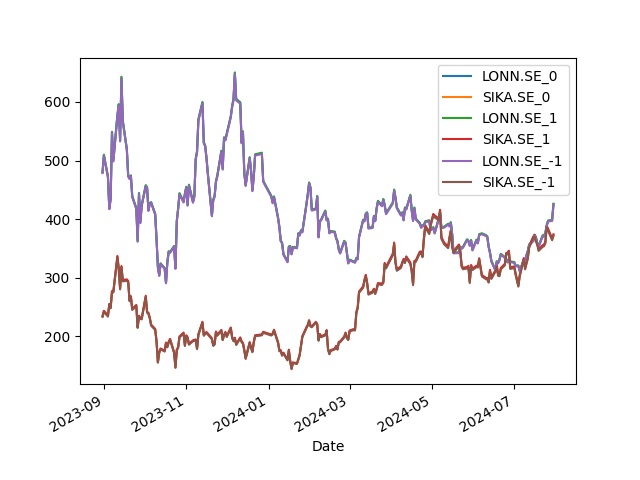 LONN.SE_0
SIKA.SE_0
LONN.SE_1
SIKA.SE_1
LONN.SE_-1
SIKA.SE_-1
600
500
400
300
200
2023-09
2023-11
2024-01
2024-03
2024-05
2024-07
Date